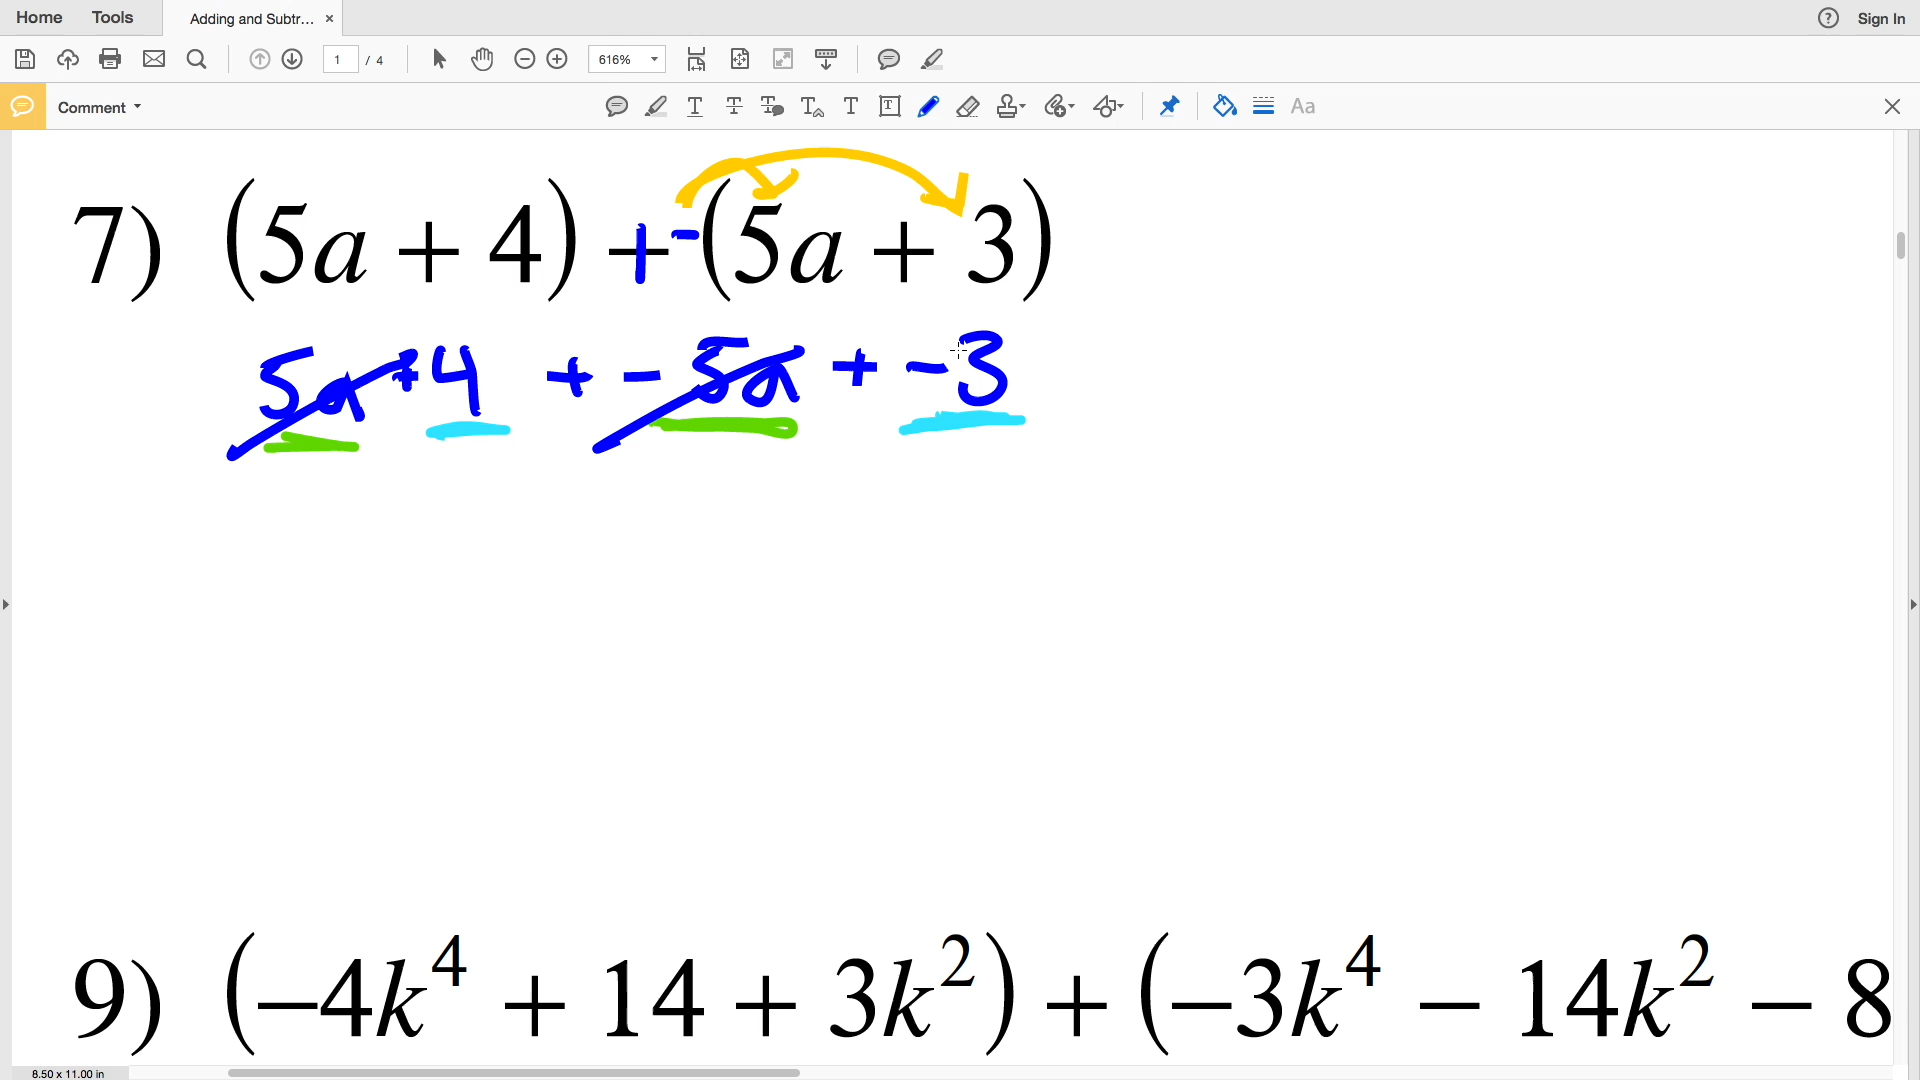 Home Tools Adding and Subtr... × ? Sign In
1 / 4 616%
Comment Aa
7) (5a + 4) + -(5a + 3)
5a + 4 + - 5a + - 3
9) (−4k⁴ + 14 + 3k²) + (−3k⁴ − 14k² − 8
8.50 x 11.00 in